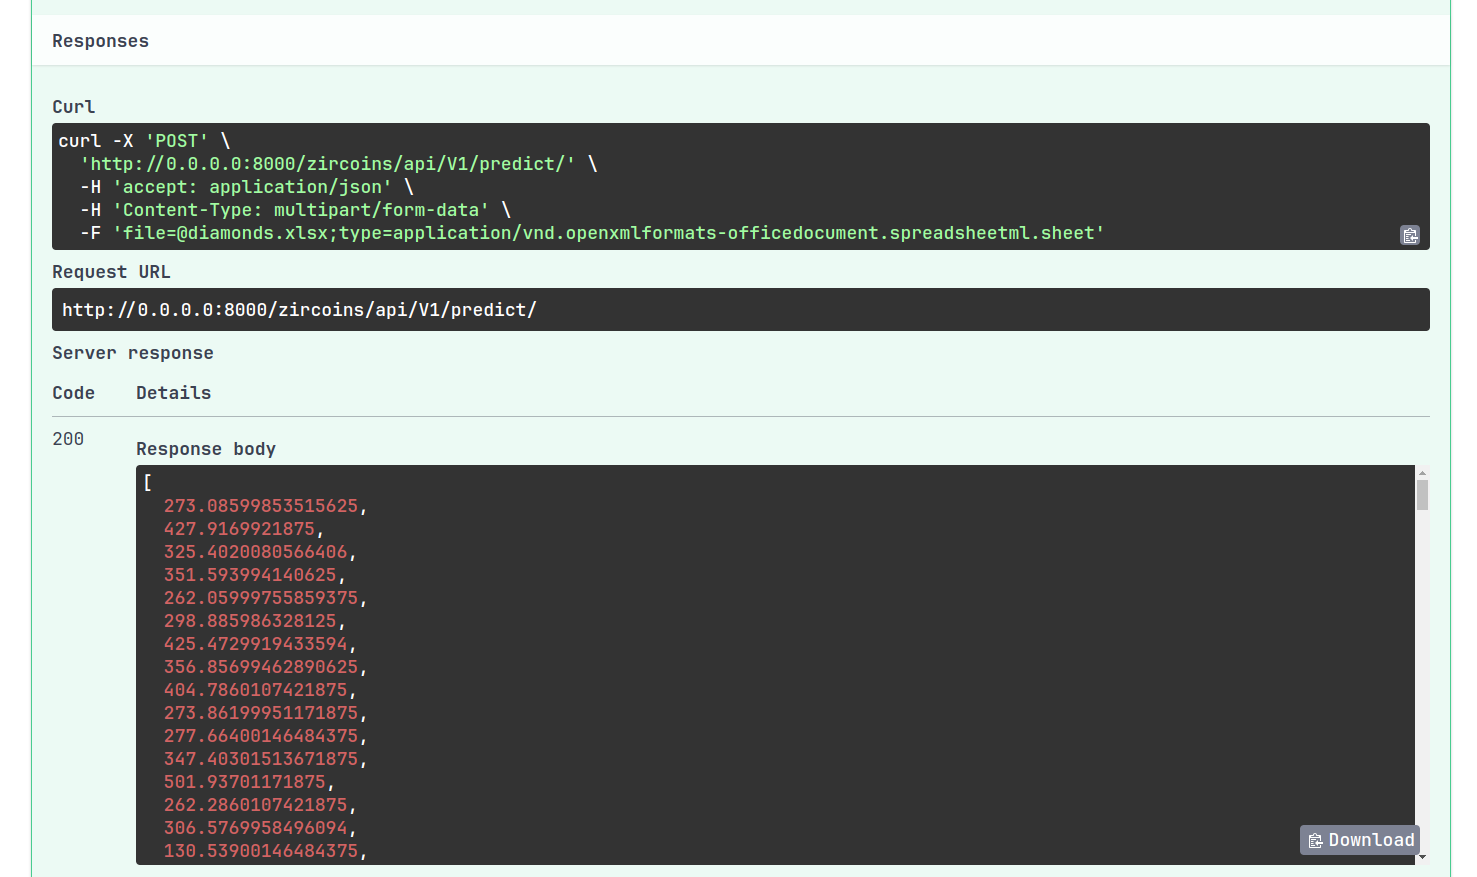 Responses
Curl
curl -X 'POST' \
  'http://0.0.0.0:8000/zircoins/api/V1/predict/' \
  -H 'accept: application/json' \
  -H 'Content-Type: multipart/form-data' \
  -F 'file=@diamonds.xlsx;type=application/vnd.openxmlformats-officedocument.spreadsheetml.sheet'
Request URL
http://0.0.0.0:8000/zircoins/api/V1/predict/
Server response
Code Details
200
Response body
[
  273.08599853515625,
  427.9169921875,
  325.4020080566406,
  351.593994140625,
  262.05999755859375,
  298.885986328125,
  425.4729919433594,
  356.85699462890625,
  404.7860107421875,
  273.86199951171875,
  277.66400146484375,
  347.40301513671875,
  501.93701171875,
  262.2860107421875,
  306.5769958496094,
  130.53900146484375,
Download